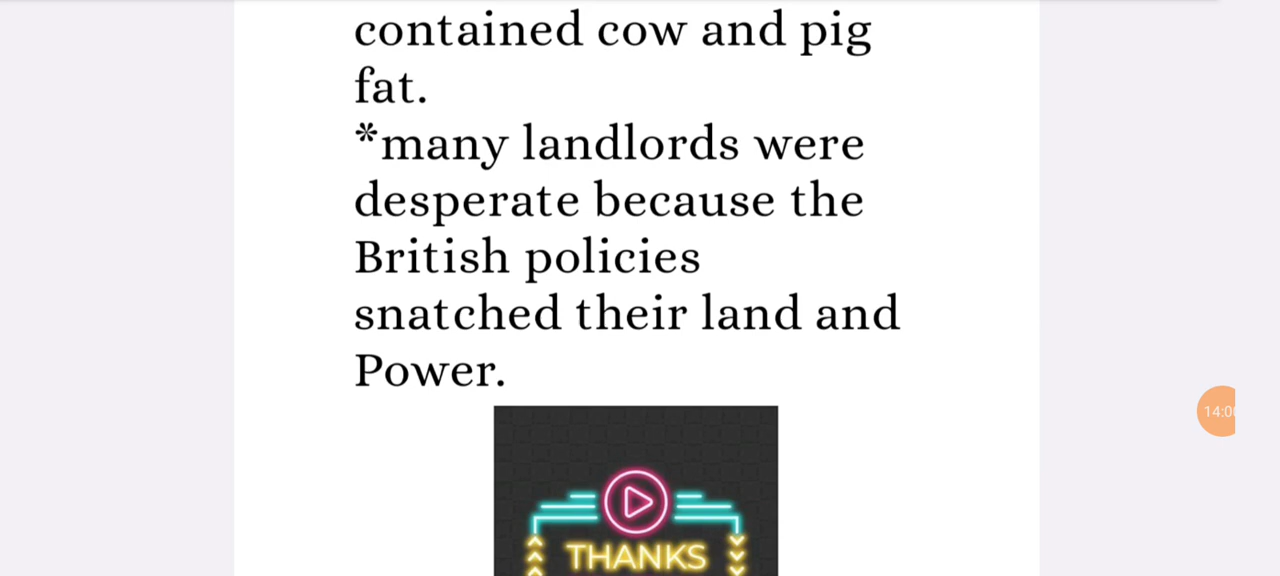 contained cow and pig
fat.
*many landlords were
desperate because the
British policies
snatched their land and
Power.
THANKS